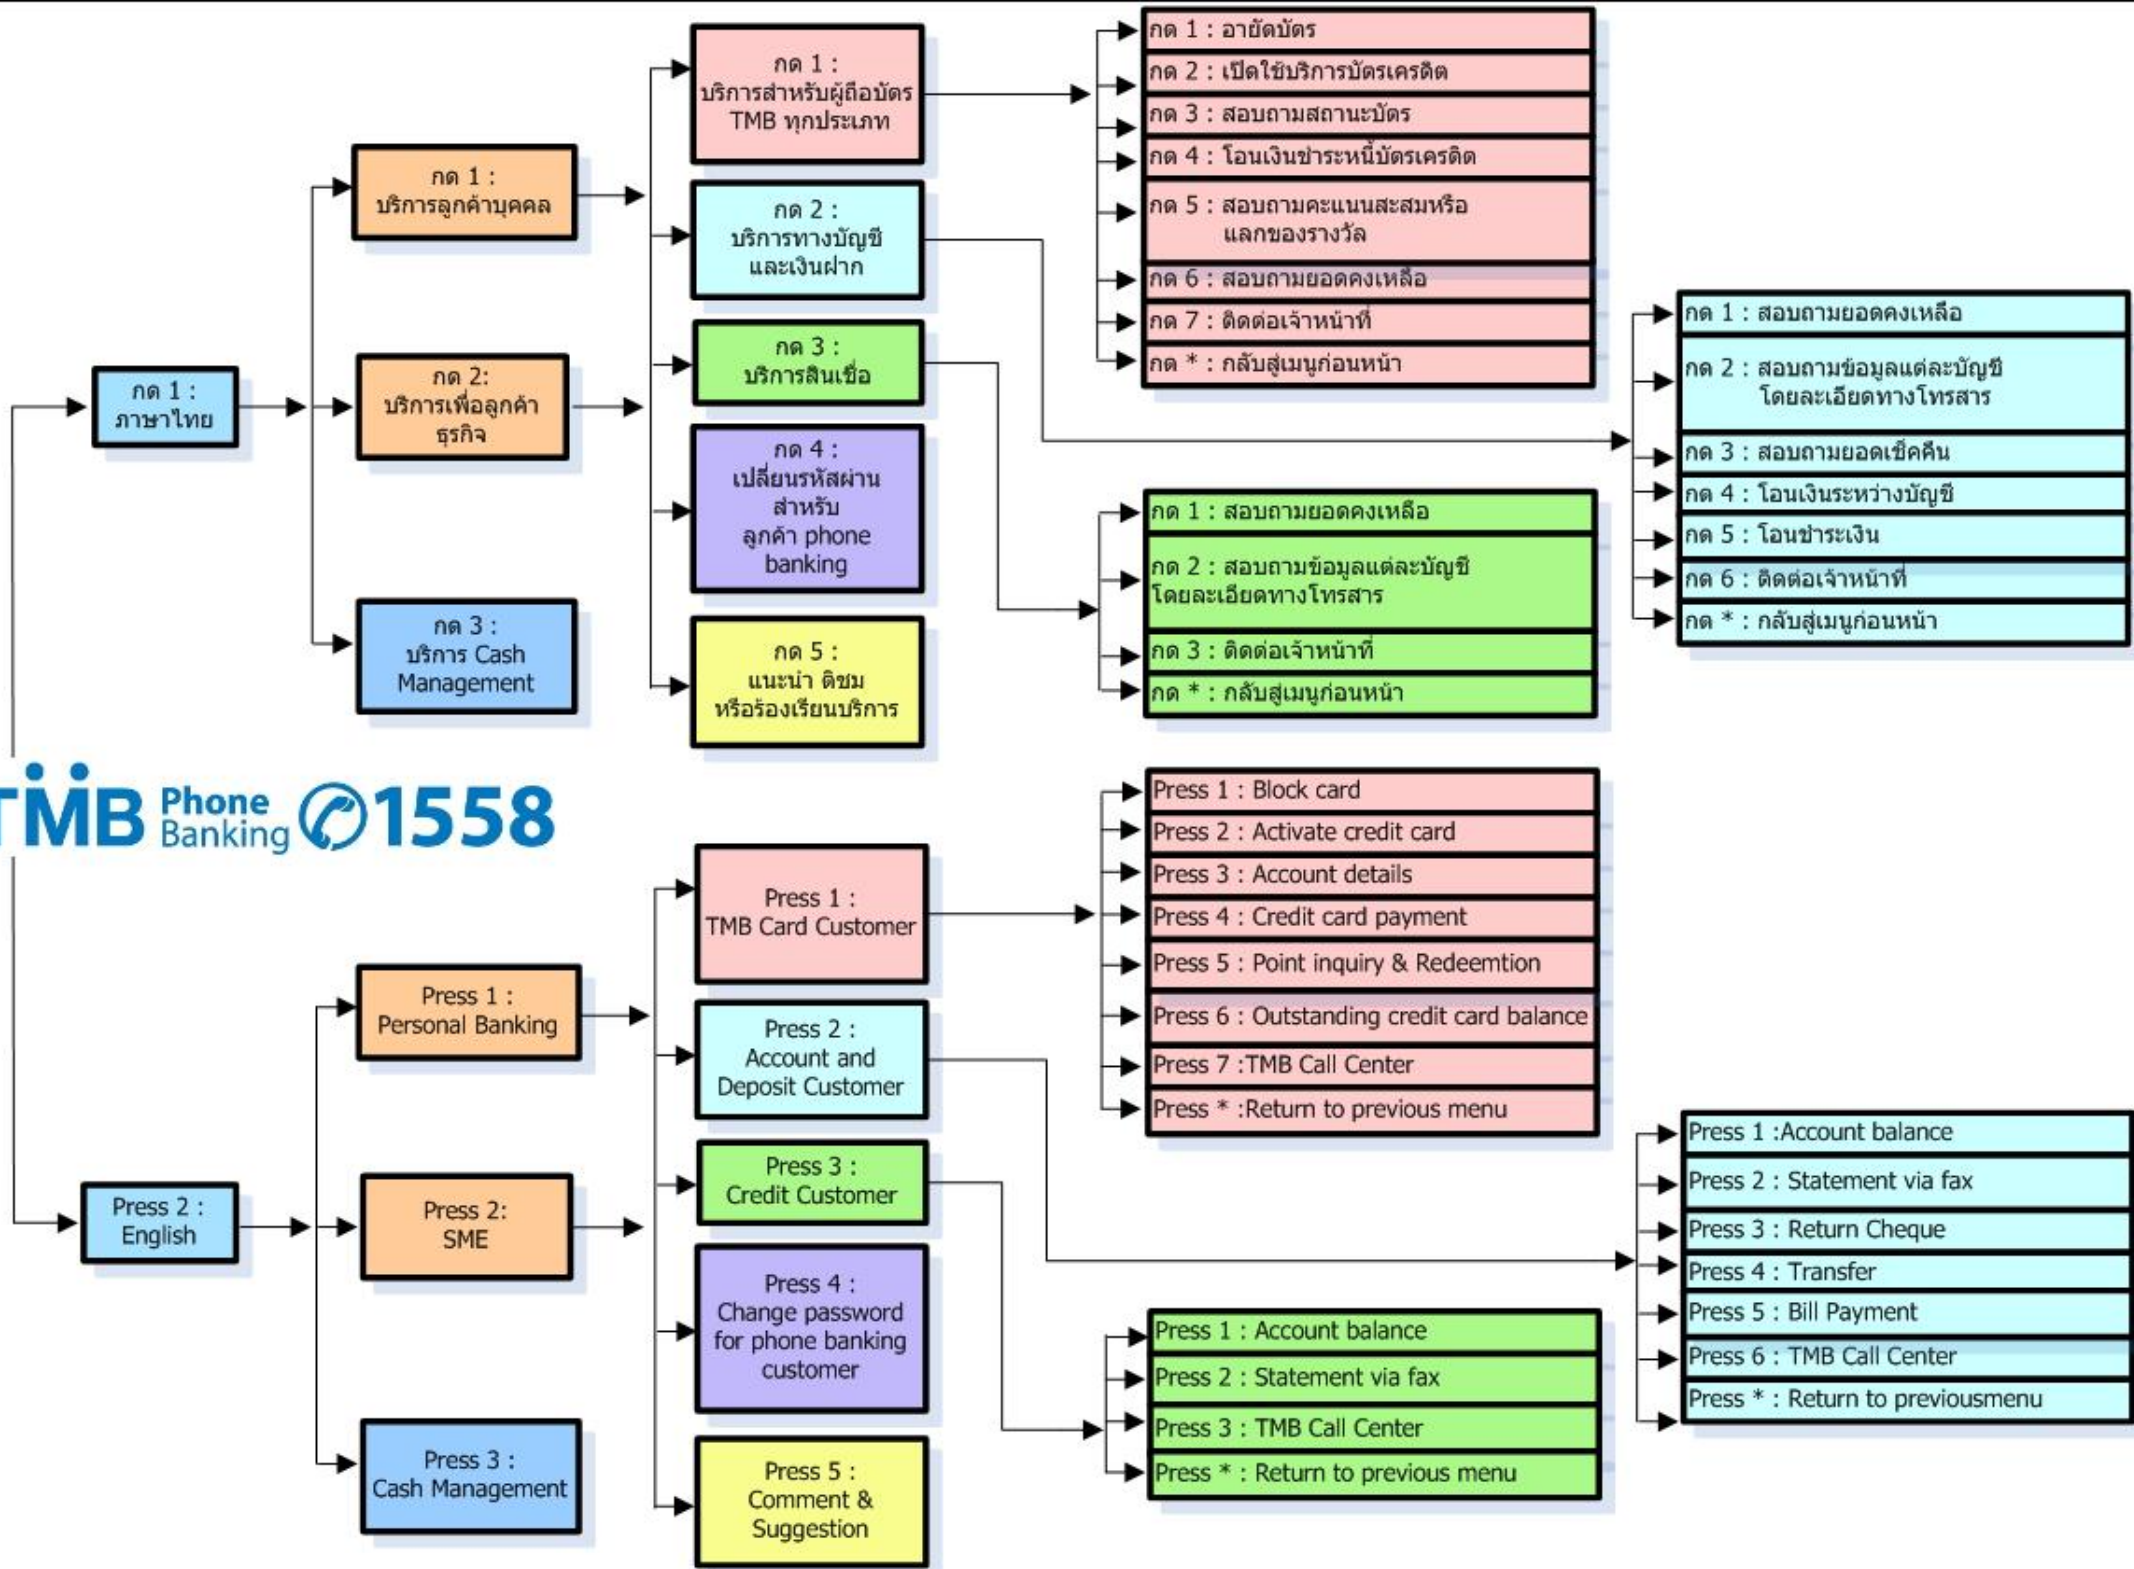 กด 1 :
ภาษาไทย
กด 1 :
บริการลูกค้าบุคคล
กด 2:
บริการเพื่อลูกค้า
ธุรกิจ
กด 3 :
บริการ Cash
Management
กด 1 :
บริการสำหรับผู้ถือบัตร
TMB ทุกประเภท
กด 2 :
บริการทางบัญชี
และเงินฝาก
กด 3 :
บริการสินเชื่อ
กด 4 :
เปลี่ยนรหัสผ่าน
สำหรับ
ลูกค้า phone
banking
กด 5 :
แนะนำ ติชม
หรือร้องเรียนบริการ
กด 1 : อายัดบัตร
กด 2 : เปิดใช้บริการบัตรเครดิต
กด 3 : สอบถามสถานะบัตร
กด 4 : โอนเงินชำระหนี้บัตรเครดิต
กด 5 : สอบถามคะแนนสะสมหรือ
แลกของรางวัล
กด 6 : สอบถามยอดคงเหลือ
กด 7 : ติดต่อเจ้าหน้าที่
กด * : กลับสู่เมนูก่อนหน้า
กด 1 : สอบถามยอดคงเหลือ
กด 2 : สอบถามข้อมูลแต่ละบัญชี
โดยละเอียดทางโทรสาร
กด 3 : สอบถามยอดเช็คคืน
กด 4 : โอนเงินระหว่างบัญชี
กด 5 : โอนชำระเงิน
กด 6 : ติดต่อเจ้าหน้าที่
กด * : กลับสู่เมนูก่อนหน้า
กด 1 : สอบถามยอดคงเหลือ
กด 2 : สอบถามข้อมูลแต่ละบัญชี
โดยละเอียดทางโทรสาร
กด 3 : ติดต่อเจ้าหน้าที่
กด * : กลับสู่เมนูก่อนหน้า
TMB Phone
Banking 1558
Press 2 :
English
Press 1 :
Personal Banking
Press 2:
SME
Press 3 :
Cash Management
Press 1 :
TMB Card Customer
Press 2 :
Account and
Deposit Customer
Press 3 :
Credit Customer
Press 4 :
Change password
for phone banking
customer
Press 5 :
Comment &
Suggestion
Press 1 : Block card
Press 2 : Activate credit card
Press 3 : Account details
Press 4 : Credit card payment
Press 5 : Point inquiry & Redeemtion
Press 6 : Outstanding credit card balance
Press 7 :TMB Call Center
Press * :Return to previous menu
Press 1 :Account balance
Press 2 : Statement via fax
Press 3 : Return Cheque
Press 4 : Transfer
Press 5 : Bill Payment
Press 6 : TMB Call Center
Press * : Return to previousmenu
Press 1 : Account balance
Press 2 : Statement via fax
Press 3 : TMB Call Center
Press * : Return to previous menu